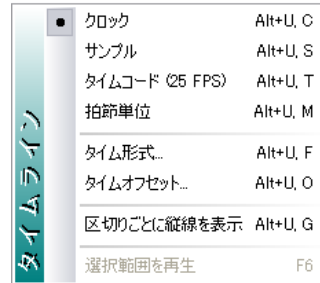 タイムライン
クロック Alt+U, C
サンプル Alt+U, S
タイムコード (25 FPS) Alt+T
拍節単位 Alt+U, M
タイム形式... Alt+U, F
タイムオフセット... Alt+U, O
区切りごとに縦線を表示 Alt+U, G
選択範囲を再生 F6